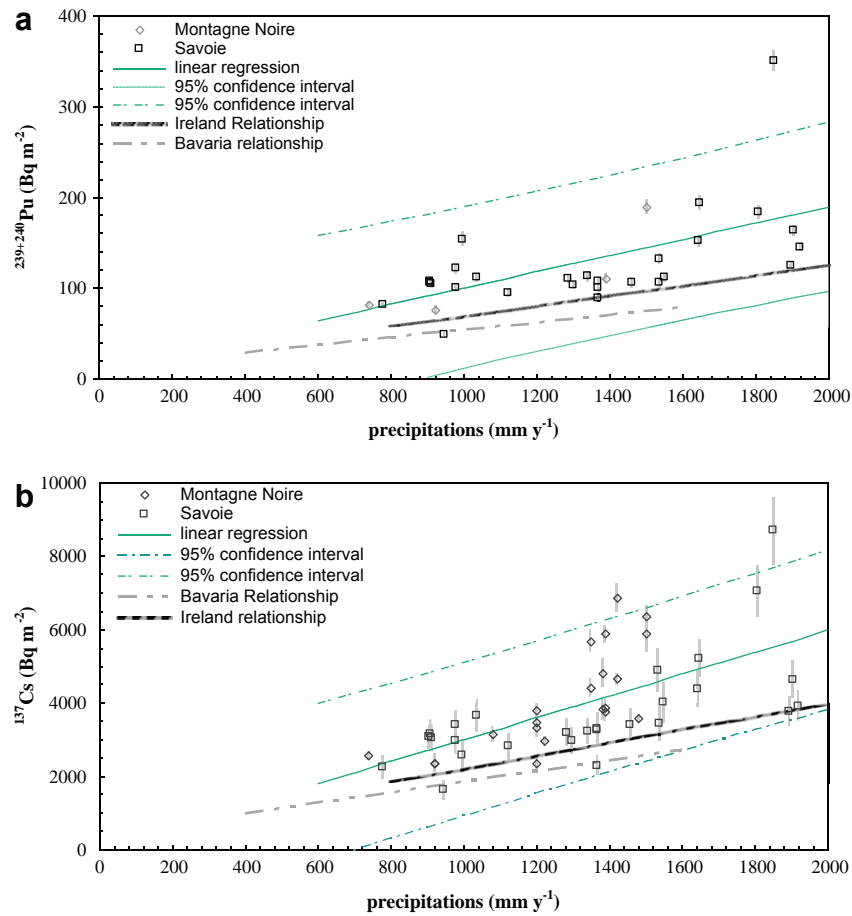 a
Montagne Noire
Savoie
linear regression
95% confidence interval
95% confidence interval
Ireland Relationship
Bavaria relationship
239+240Pu (Bq m-2)
400
300
200
100
0
0 200 400 600 800 1000 1200 1400 1600 1800 2000
precipitations (mm y-1)
b
Montagne Noire
Savoie
linear regression
95% confidence interval
95% confidence interval
Bavaria Relationship
Ireland relationship
137Cs (Bq m-2)
10000
8000
6000
4000
2000
0
0 200 400 600 800 1000 1200 1400 1600 1800 2000
precipitations (mm y-1)